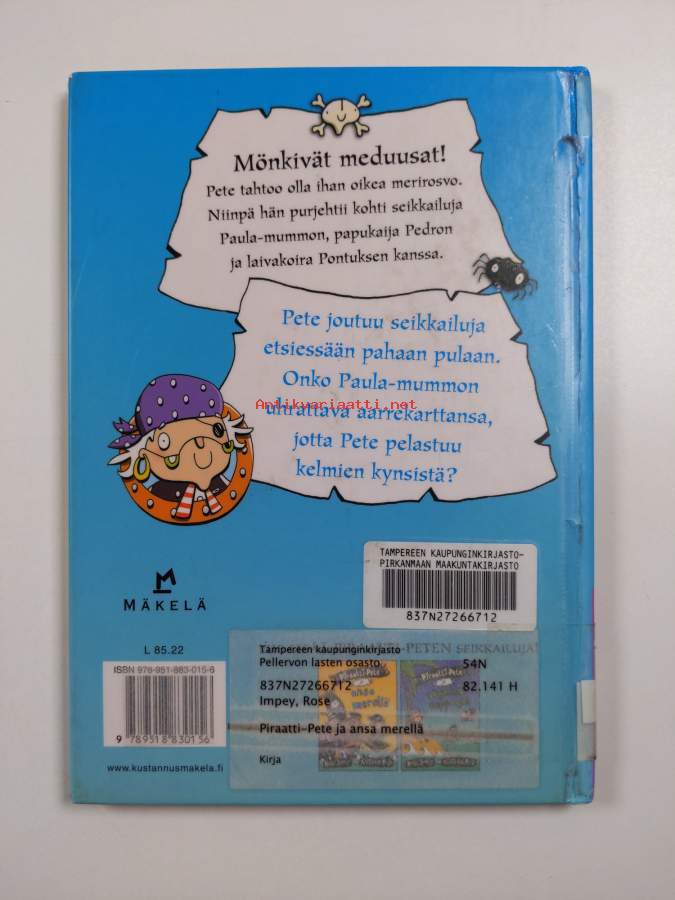 Mönkivät meduusat!
Pete tahtoo olla ihan oikea merirosvo.
Niinpä hän purjehtii kohti seikkailuja
Paula-mummon, papukaija Pedron
ja laivakoira Pontuksen kanssa.
Pete joutuu seikkailuja
etsiessään pahaan pulaan.
Onko Paula-mummon
Antikvariaatti.net
uhrattava aarrekarttansa,
jotta Pete pelastuu
kelmien kynsistä?
TAMPEREEN KAUPUNGINKIRJASTO-
PIRKANMAAN MAAKUNTAKIRJASTO
837N27266712
MÄKELÄ
L 85.22
ISBN 978-951-883-015-6
9 789518 830156
www.kustannusmakela.fi
PIRAATTI-PETEN SEIKKAILUJA!
Tampereen kaupunginkirjasto
Pellervon lasten osasto 54N
837N27266712 82.141 H
Impey, Rose
Piraatti-Pete ja ansa merellä
Kirja